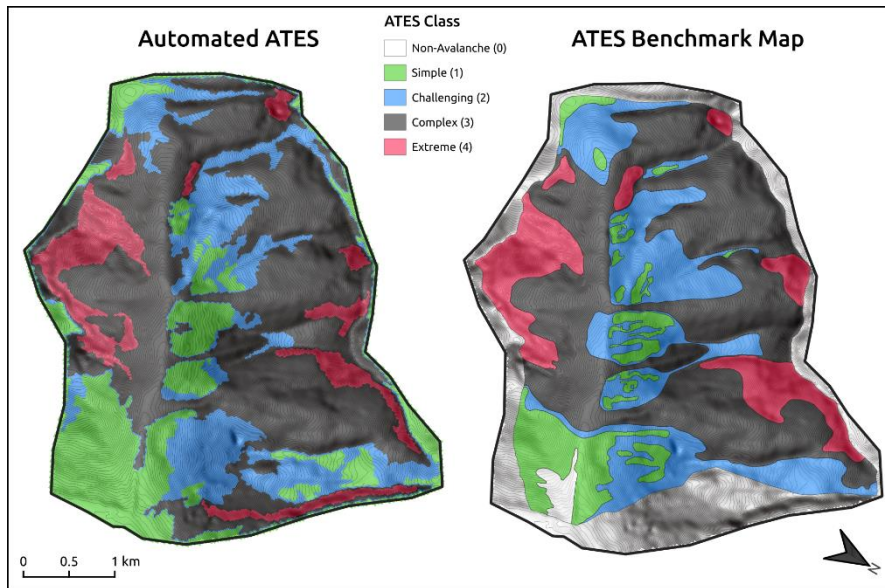 Automated ATES
ATES Class
Non-Avalanche (0)
Simple (1)
Challenging (2)
Complex (3)
Extreme (4)
ATES Benchmark Map
0 0.5 1 km
N